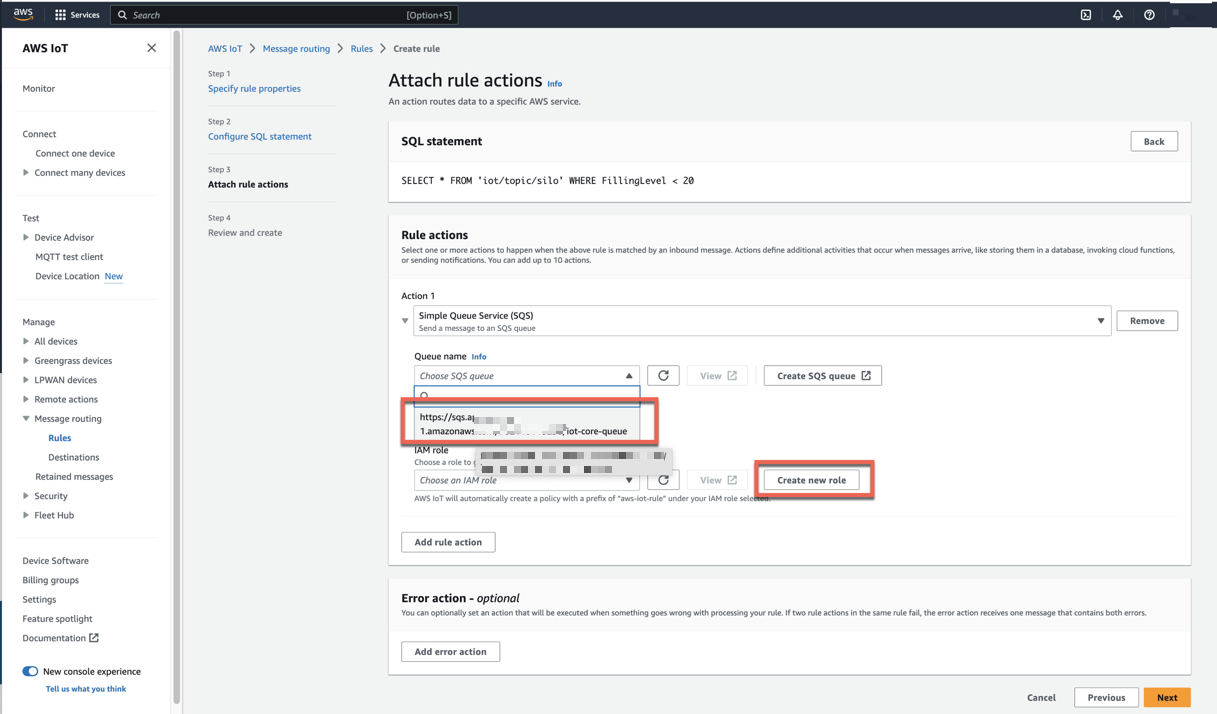 aws
Services
Search
[Option+S]
AWS IoT
Monitor
Connect
Connect one device
Connect many devices
Test
Device Advisor
MQTT test client
Device Location New
Manage
All devices
Greengrass devices
LPWAN devices
Remote actions
Message routing
Rules
Destinations
Retained messages
Security
Fleet Hub
Device Software
Billing groups
Settings
Feature spotlight
Documentation
New console experience
Tell us what you think
AWS IoT > Message routing > Rules > Create rule
Step 1
Specify rule properties
Step 2
Configure SQL statement
Step 3
Attach rule actions
Step 4
Review and create
Attach rule actions Info
An action routes data to a specific AWS service.
SQL statement
Back
SELECT * FROM 'iot/topic/silo' WHERE FillingLevel < 20
Rule actions
Select one or more actions to happen when the above rule is matched by an inbound message. Actions define additional activities that occur when messages arrive, like storing them in a database, invoking cloud functions,
or sending notifications. You can add up to 10 actions.
Action 1
Simple Queue Service (SQS)
Send a message to an SQS queue
Remove
Queue name Info
Choose SQS queue
View
Create SQS queue
https://sqs.ap
1.amazonaws iot-core-queue
IAM role
Choose a role to
Choose an IAM role
View
Create new role
AWS IoT will automatically create a policy with a prefix of "aws-iot-rule" under your IAM role selected.
Add rule action
Error action - optional
You can optionally set an action that will be executed when something goes wrong with processing your rule. If two rule actions in the same rule fail, the error action receives one message that contains both errors.
Add error action
Cancel
Previous
Next